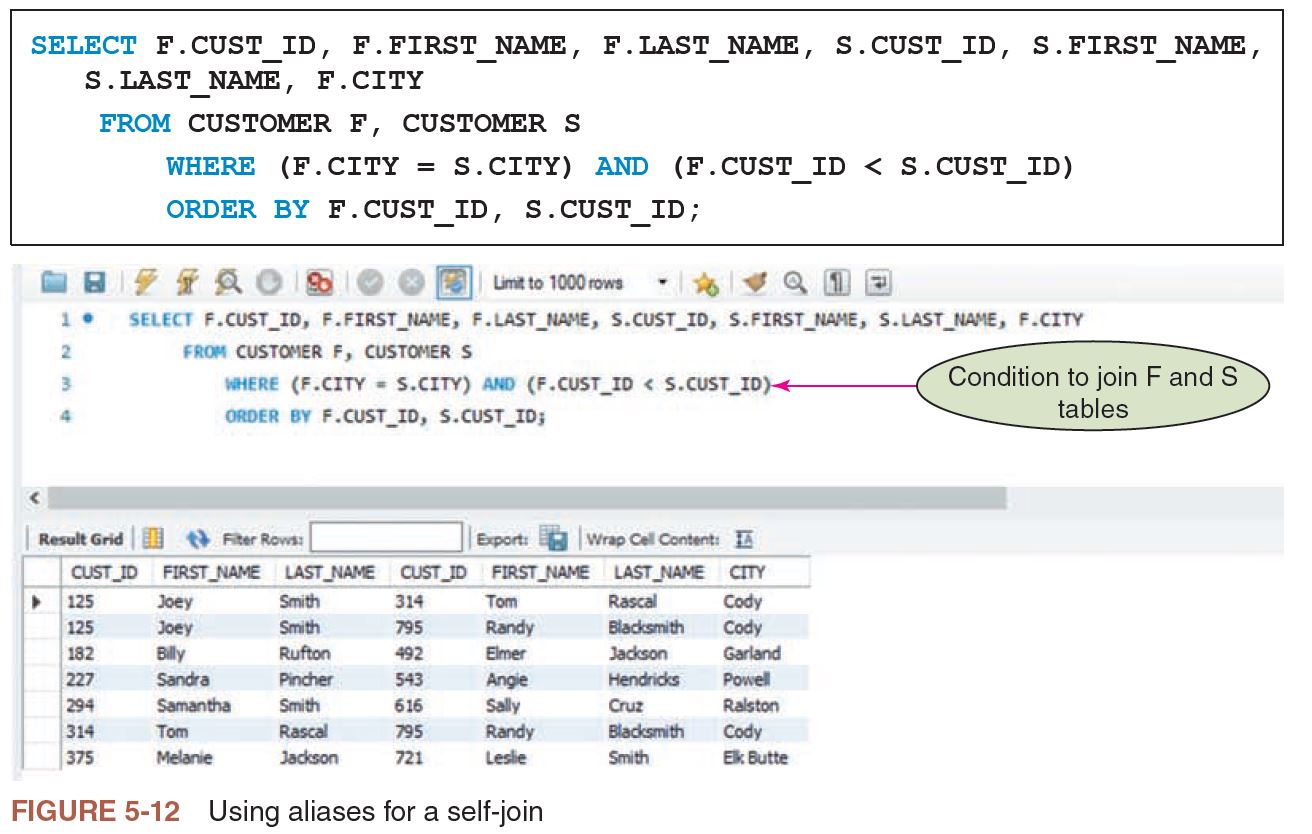 SELECT F.CUST_ID, F.FIRST_NAME, F.LAST_NAME, S.CUST_ID, S.FIRST_NAME,
S.LAST_NAME, F.CITY
FROM CUSTOMER F, CUSTOMER S
WHERE (F.CITY = S.CITY) AND (F.CUST_ID < S.CUST_ID)
ORDER BY F.CUST_ID, S.CUST_ID;
Limit to 1000 rows
1 SELECT F.CUST_ID, F.FIRST_NAME, F.LAST_NAME, S.CUST_ID, S.FIRST_NAME, S.LAST_NAME, F.CITY
2 FROM CUSTOMER F, CUSTOMER S
3 WHERE (F.CITY = S.CITY) AND (F.CUST_ID < S.CUST_ID)
4 ORDER BY F.CUST_ID, S.CUST_ID;
Condition to join F and S
tables
Result Grid Filter Rows: Export: Wrap Cell Content:
CUST_ID FIRST_NAME LAST_NAME CUST_ID FIRST_NAME LAST_NAME CITY
125 Joey Smith 314 Tom Rascal Cody
125 Joey Smith 795 Randy Blacksmith Cody
182 Billy Rufton 492 Elmer Jackson Garland
227 Sandra Pincher 543 Angie Hendricks Powell
294 Samantha Smith 616 Sally Cruz Ralston
314 Tom Rascal 795 Randy Blacksmith Cody
375 Melanie Jackson 721 Leslie Smith Elk Butte
FIGURE 5-12 Using aliases for a self-join